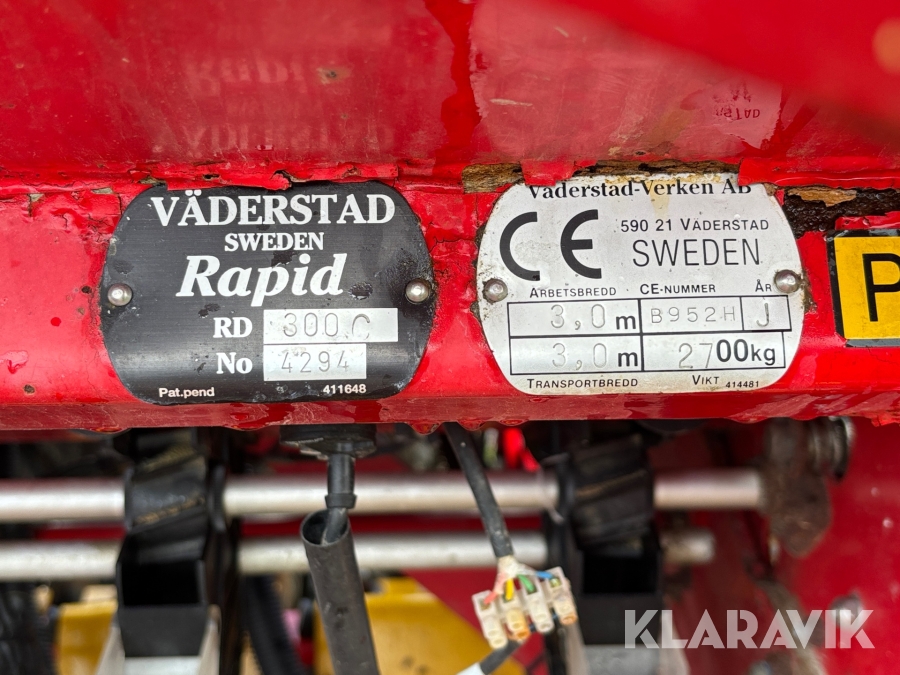 VÄDERSTAD
SWEDEN
Rapid
RD 300 C
No 4294
Pat.pend 411648
Väderstad-Verken AB
CE 590 21 VÄDERSTAD
SWEDEN
ARBETSBREDD CE-NUMMER ÅR
3,0 m B952H J
3,0 m 2700kg
TRANSPORTBREDD VIKT 414481
P
KLARAVIK